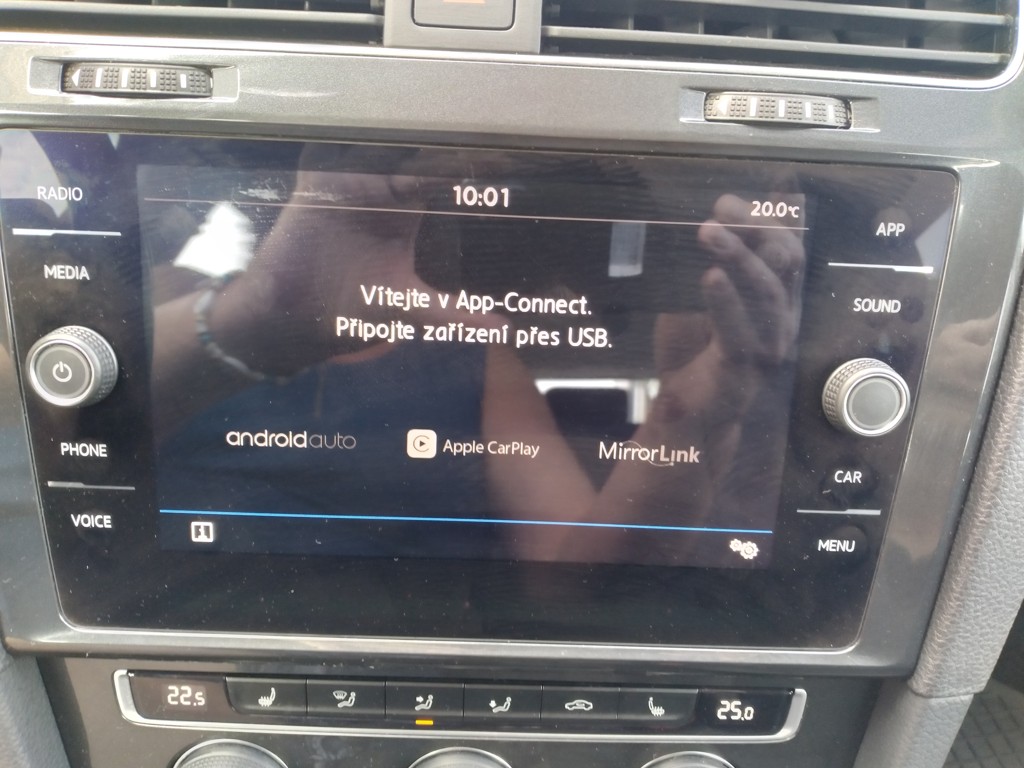 RADIO
MEDIA
PHONE
VOICE
10:01
20.0°C
Vítejte v App-Connect.
Připojte zařízení přes USB.
androidauto
Apple CarPlay
MirrorLink
APP
SOUND
CAR
MENU
22.5
25.0